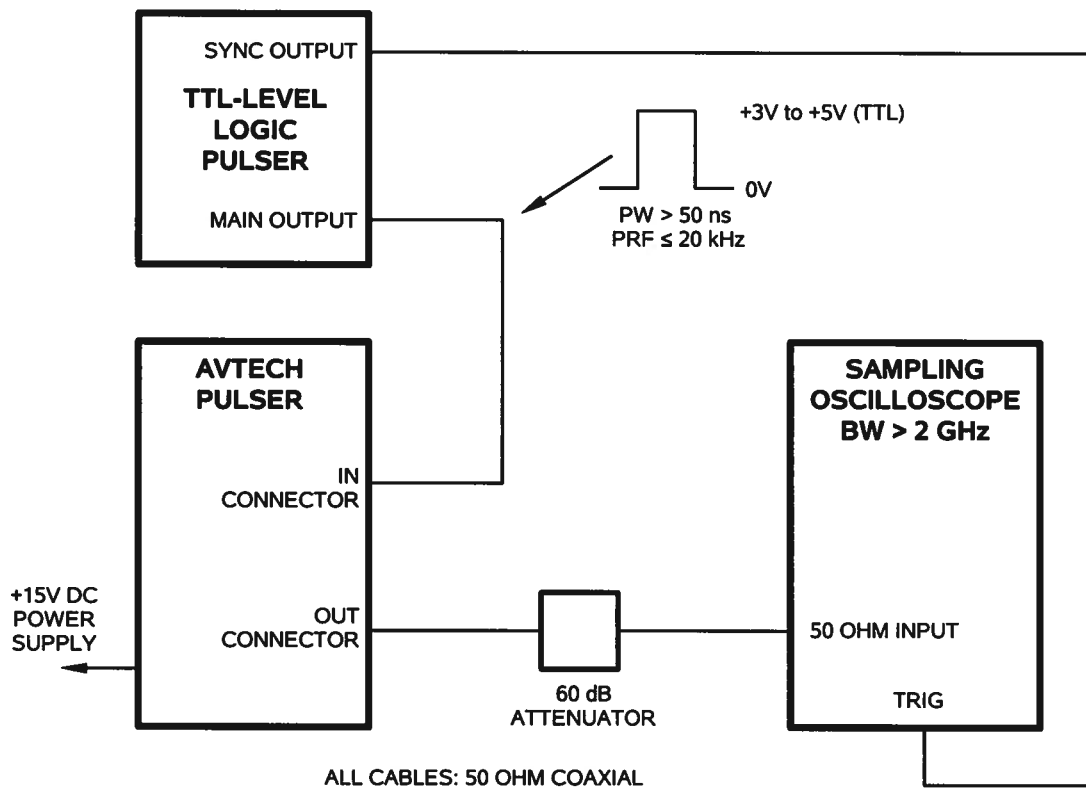 SYNC OUTPUT
TTL-LEVEL
LOGIC
PULSER
MAIN OUTPUT
+3V to +5V (TTL)
0V
PW > 50 ns
PRF ≤ 20 kHz
AVTECH
PULSER
IN
CONNECTOR
OUT
CONNECTOR
+15V DC
POWER
SUPPLY
60 dB
ATTENUATOR
SAMPLING
OSCILLOSCOPE
BW > 2 GHz
50 OHM INPUT
TRIG
ALL CABLES: 50 OHM COAXIAL